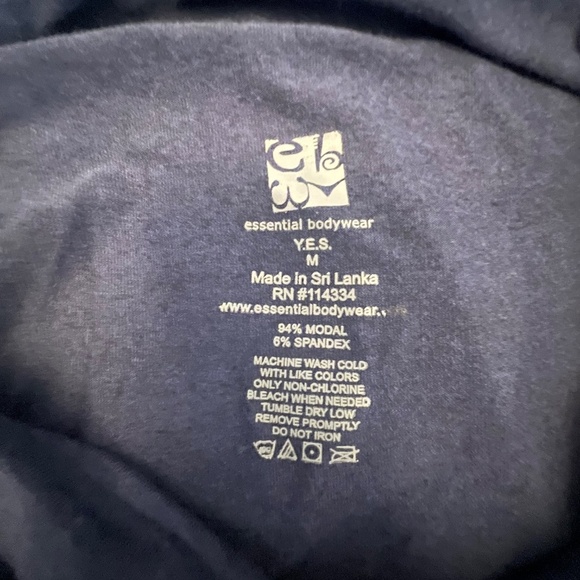 eb
essential bodywear
Y.E.S.
M
Made in Sri Lanka
RN #114334
www.essentialbodywear.
94% MODAL
6% SPANDEX
MACHINE WASH COLD
WITH LIKE COLORS
ONLY NON-CHLORINE
BLEACH WHEN NEEDED
TUMBLE DRY LOW
REMOVE PROMPTLY
DO NOT IRON